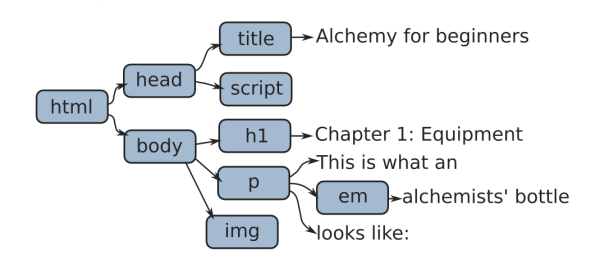 title
Alchemy for beginners
head
script
html
h1
Chapter 1: Equipment
body
This is what an
p
em
alchemists' bottle
img
looks like: